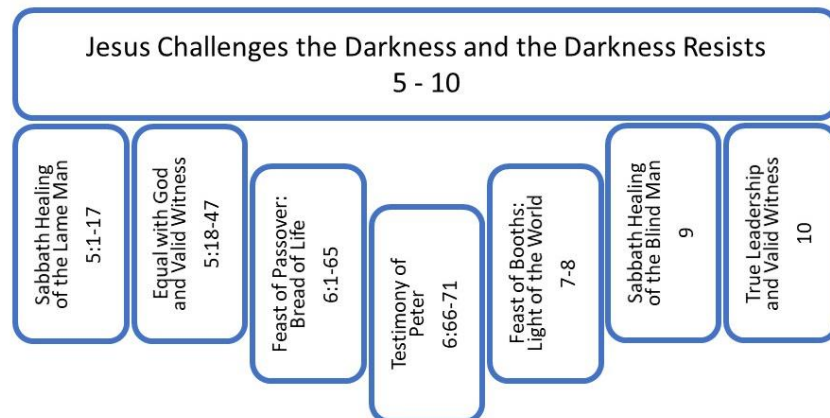 Jesus Challenges the Darkness and the Darkness Resists
5 - 10
Sabbath Healing
of the Lame Man
5:1-17
Equal with God
and Valid Witness
5:18-47
Feast of Passover:
Bread of Life
6:1-65
Testimony of
Peter
6:66-71
Feast of Booths:
Light of the World
7-8
Sabbath Healing
of the Blind Man
9
True Leadership
and Valid Witness
10